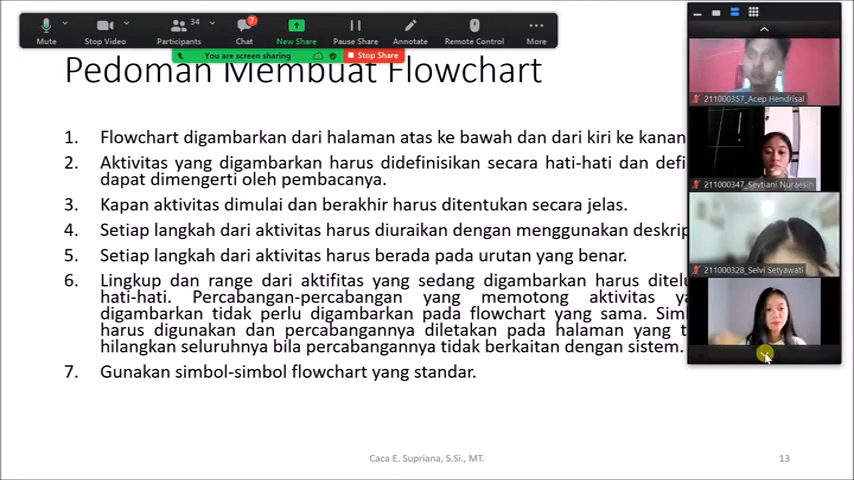 34
7
Mute
Stop Video
Participants
Chat
New Share
Pause Share
Annotate
Remote Control
More
You are screen sharing
Stop Share
Pedoman Membuat Flowchart
1. Flowchart digambarkan dari halaman atas ke bawah dan dari kiri ke kanan
2. Aktivitas yang digambarkan harus didefinisikan secara hati-hati dan defi
dapat dimengerti oleh pembacanya.
3. Kapan aktivitas dimulai dan berakhir harus ditentukan secara jelas.
4. Setiap langkah dari aktivitas harus diuraikan dengan menggunakan deskrip
5. Setiap langkah dari aktivitas harus berada pada urutan yang benar.
6. Lingkup dan range dari aktifitas yang sedang digambarkan harus ditelu
hati-hati. Percabangan-percabangan yang memotong aktivitas ya
digambarkan tidak perlu digambarkan pada flowchart yang sama. Sim
harus digunakan dan percabangannya diletakan pada halaman yang t
hilangkan seluruhnya bila percabangannya tidak berkaitan dengan sistem.
7. Gunakan simbol-simbol flowchart yang standar.
211000357_Acep Hendrisal
211000347_Sevtiani Nuraesih
211000328_Selvi Setyawati
Caca E. Supriana, S.Si., MT.
13